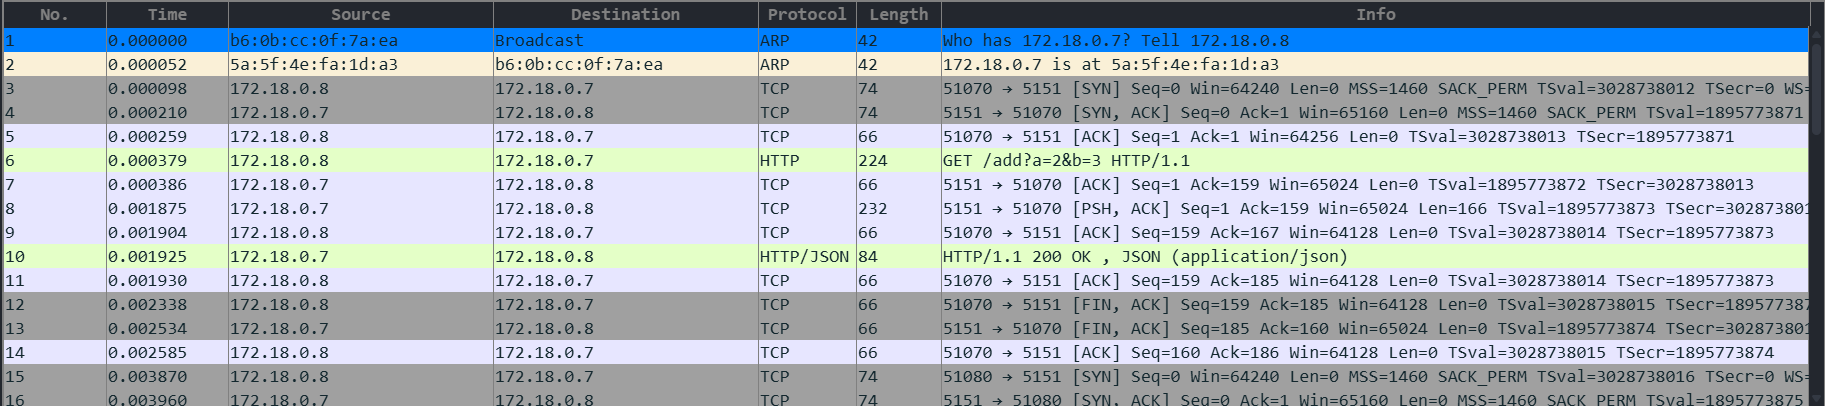 No. Time Source Destination Protocol Length Info
1 0.000000 b6:0b:cc:0f:7a:ea Broadcast ARP 42 Who has 172.18.0.7? Tell 172.18.0.8
2 0.000052 5a:5f:4e:fa:1d:a3 b6:0b:cc:0f:7a:ea ARP 42 172.18.0.7 is at 5a:5f:4e:fa:1d:a3
3 0.000098 172.18.0.8 172.18.0.7 TCP 74 51070 → 5151 [SYN] Seq=0 Win=64240 Len=0 MSS=1460 SACK_PERM TSval=3028738012 TSecr=0 WS=
4 0.000210 172.18.0.7 172.18.0.8 TCP 74 5151 → 51070 [SYN, ACK] Seq=0 Ack=1 Win=65160 Len=0 MSS=1460 SACK_PERM TSval=1895773871
5 0.000259 172.18.0.8 172.18.0.7 TCP 66 51070 → 5151 [ACK] Seq=1 Ack=1 Win=64256 Len=0 TSval=3028738013 TSecr=1895773871
6 0.000379 172.18.0.8 172.18.0.7 HTTP 224 GET /add?a=2&b=3 HTTP/1.1
7 0.000386 172.18.0.7 172.18.0.8 TCP 66 5151 → 51070 [ACK] Seq=1 Ack=159 Win=65024 Len=0 TSval=1895773872 TSecr=3028738013
8 0.001875 172.18.0.7 172.18.0.8 TCP 232 5151 → 51070 [PSH, ACK] Seq=1 Ack=159 Win=65024 Len=166 TSval=1895773873 TSecr=302873801
9 0.001904 172.18.0.8 172.18.0.7 TCP 66 51070 → 5151 [ACK] Seq=159 Ack=167 Win=64128 Len=0 TSval=3028738014 TSecr=1895773873
10 0.001925 172.18.0.7 172.18.0.8 HTTP/JSON 84 HTTP/1.1 200 OK , JSON (application/json)
11 0.001930 172.18.0.8 172.18.0.7 TCP 66 51070 → 5151 [ACK] Seq=159 Ack=185 Win=64128 Len=0 TSval=3028738014 TSecr=1895773873
12 0.002338 172.18.0.8 172.18.0.7 TCP 66 51070 → 5151 [FIN, ACK] Seq=159 Ack=185 Win=64128 Len=0 TSval=3028738015 TSecr=189577387
13 0.002534 172.18.0.7 172.18.0.8 TCP 66 5151 → 51070 [FIN, ACK] Seq=185 Ack=160 Win=65024 Len=0 TSval=1895773874 TSecr=302873801
14 0.002585 172.18.0.8 172.18.0.7 TCP 66 51070 → 5151 [ACK] Seq=160 Ack=186 Win=64128 Len=0 TSval=3028738015 TSecr=1895773874
15 0.003870 172.18.0.8 172.18.0.7 TCP 74 51080 → 5151 [SYN] Seq=0 Win=64240 Len=0 MSS=1460 SACK_PERM TSval=3028738016 TSecr=0 WS=
16 0.003960 172.18.0.7 172.18.0.8 TCP 74 5151 → 51080 [SYN, ACK] Seq=0 Ack=1 Win=65160 Len=0 MSS=1460 SACK_PERM TSval=1895773875